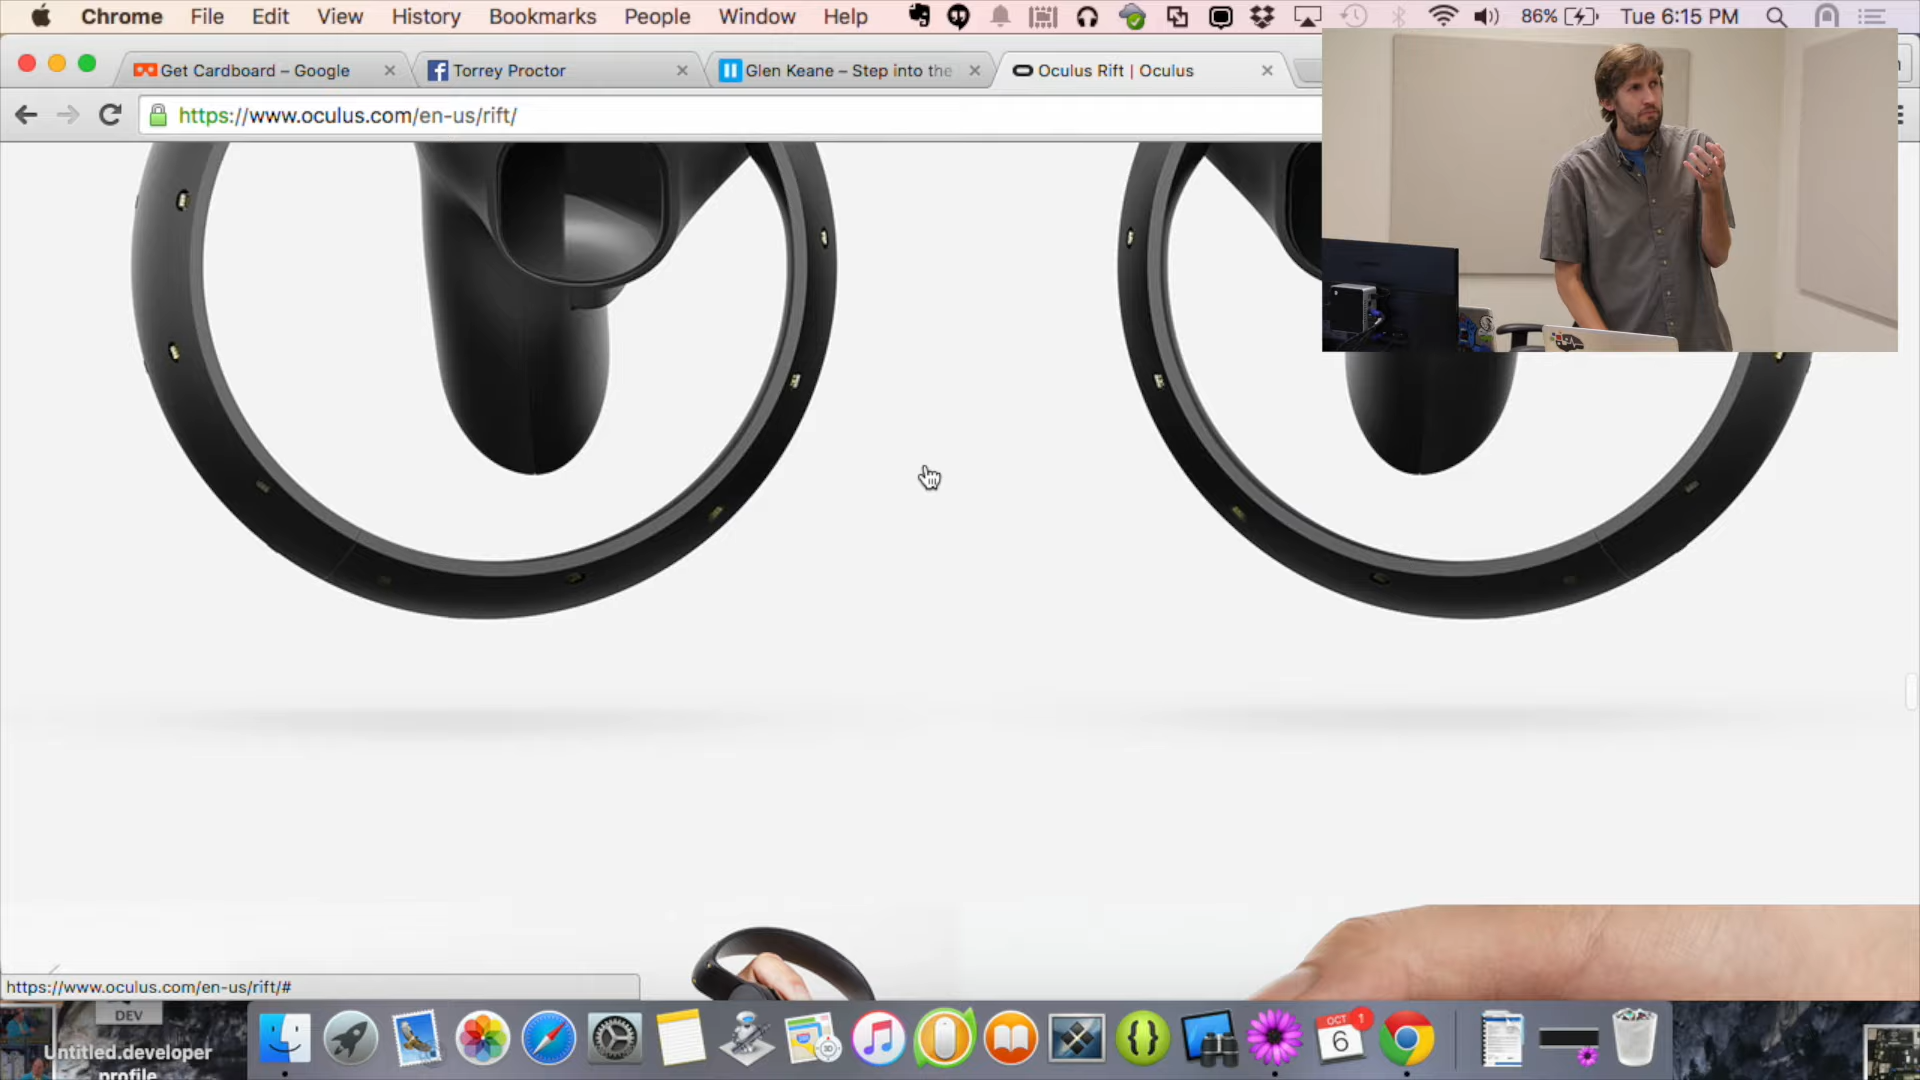 Chrome File Edit View History Bookmarks People Window Help 86% Tue 6:15 PM
Get Cardboard – Google
Torrey Proctor
Glen Keane – Step into the
Oculus Rift | Oculus
https://www.oculus.com/en-us/rift/
https://www.oculus.com/en-us/rift/#
DEV
Untitled.developer
profile
OCT
6
1
3D